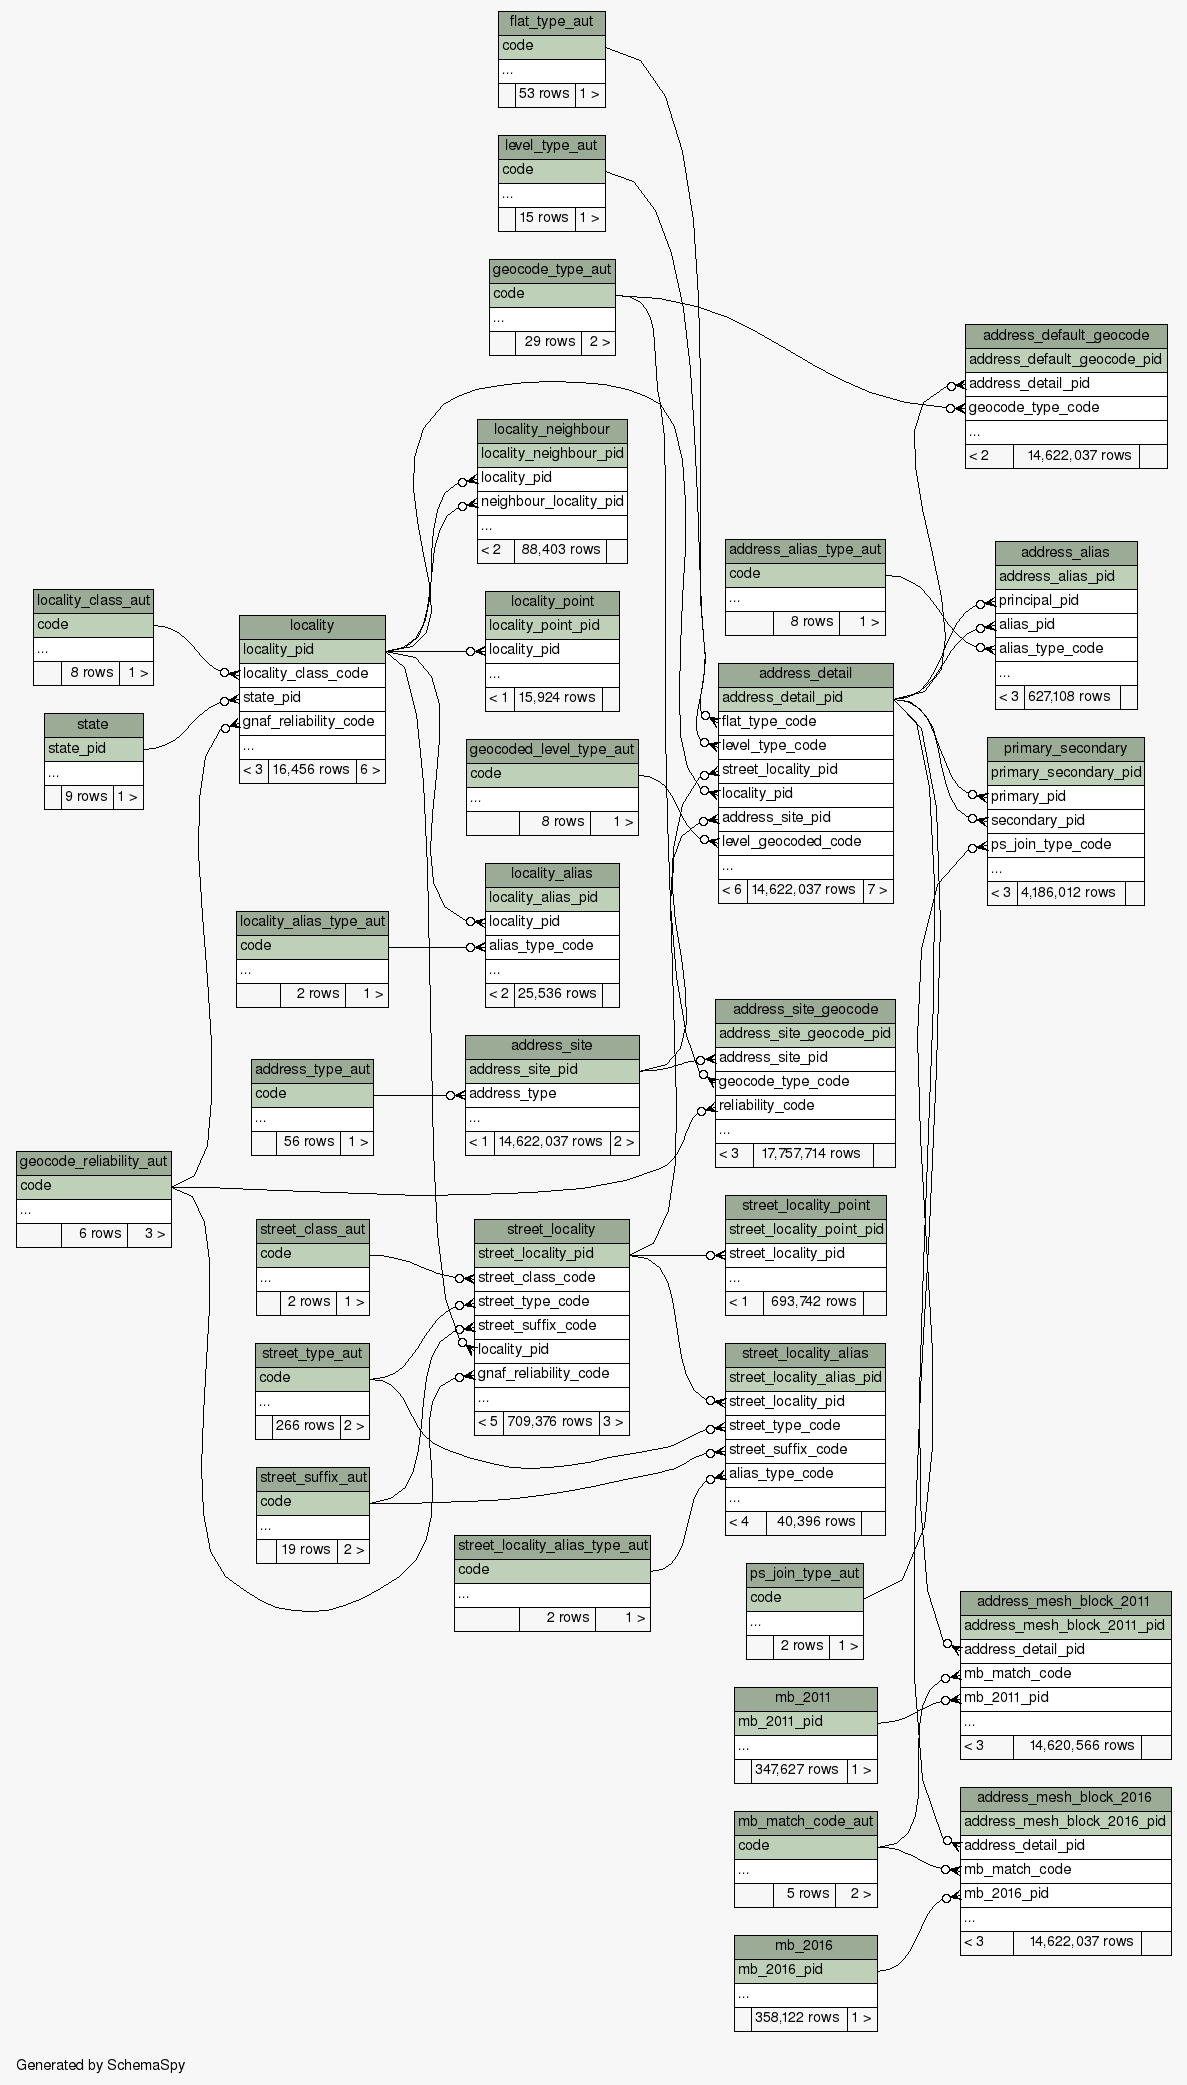 flat_type_aut
code
...
53 rows 1 >
level_type_aut
code
...
15 rows 1 >
geocode_type_aut
code
...
29 rows 2 >
address_default_geocode
address_default_geocode_pid
address_detail_pid
geocode_type_code
...
< 2 14,622,037 rows
locality_neighbour
locality_neighbour_pid
locality_pid
neighbour_locality_pid
...
< 2 88,403 rows
address_alias_type_aut
code
...
8 rows 1 >
address_alias
address_alias_pid
principal_pid
alias_pid
alias_type_code
...
< 3 627,108 rows
locality_class_aut
code
...
8 rows 1 >
locality
locality_pid
locality_class_code
state_pid
gnaf_reliability_code
...
< 3 16,456 rows 6 >
locality_point
locality_point_pid
locality_pid
...
< 1 15,924 rows
state
state_pid
...
9 rows 1 >
address_detail
address_detail_pid
flat_type_code
level_type_code
street_locality_pid
locality_pid
address_site_pid
level_geocoded_code
...
< 6 14,622,037 rows 7 >
primary_secondary
primary_secondary_pid
primary_pid
secondary_pid
ps_join_type_code
...
< 3 4,186,012 rows
geocoded_level_type_aut
code
...
8 rows 1 >
locality_alias
locality_alias_pid
locality_pid
alias_type_code
...
< 2 25,536 rows
locality_alias_type_aut
code
...
2 rows 1 >
address_site_geocode
address_site_geocode_pid
address_site_pid
geocode_type_code
reliability_code
...
< 3 17,757,714 rows
address_site
address_site_pid
address_type
...
< 1 14,622,037 rows 2 >
address_type_aut
code
...
56 rows 1 >
geocode_reliability_aut
code
...
6 rows 3 >
street_class_aut
code
...
2 rows 1 >
street_locality
street_locality_pid
street_class_code
street_type_code
street_suffix_code
locality_pid
gnaf_reliability_code
...
< 5 709,376 rows 3 >
street_locality_point
street_locality_point_pid
street_locality_pid
...
< 1 693,742 rows
street_type_aut
code
...
266 rows 2 >
street_locality_alias
street_locality_alias_pid
street_locality_pid
street_type_code
street_suffix_code
alias_type_code
...
< 4 40,396 rows
street_suffix_aut
code
...
19 rows 2 >
street_locality_alias_type_aut
code
...
2 rows 1 >
ps_join_type_aut
code
...
2 rows 1 >
address_mesh_block_2011
address_mesh_block_2011_pid
address_detail_pid
mb_match_code
mb_2011_pid
...
< 3 14,620,566 rows
mb_2011
mb_2011_pid
...
347,627 rows 1 >
address_mesh_block_2016
address_mesh_block_2016_pid
address_detail_pid
mb_match_code
mb_2016_pid
...
< 3 14,622,037 rows
mb_match_code_aut
code
...
5 rows 2 >
mb_2016
mb_2016_pid
...
358,122 rows 1 >
Generated by SchemaSpy